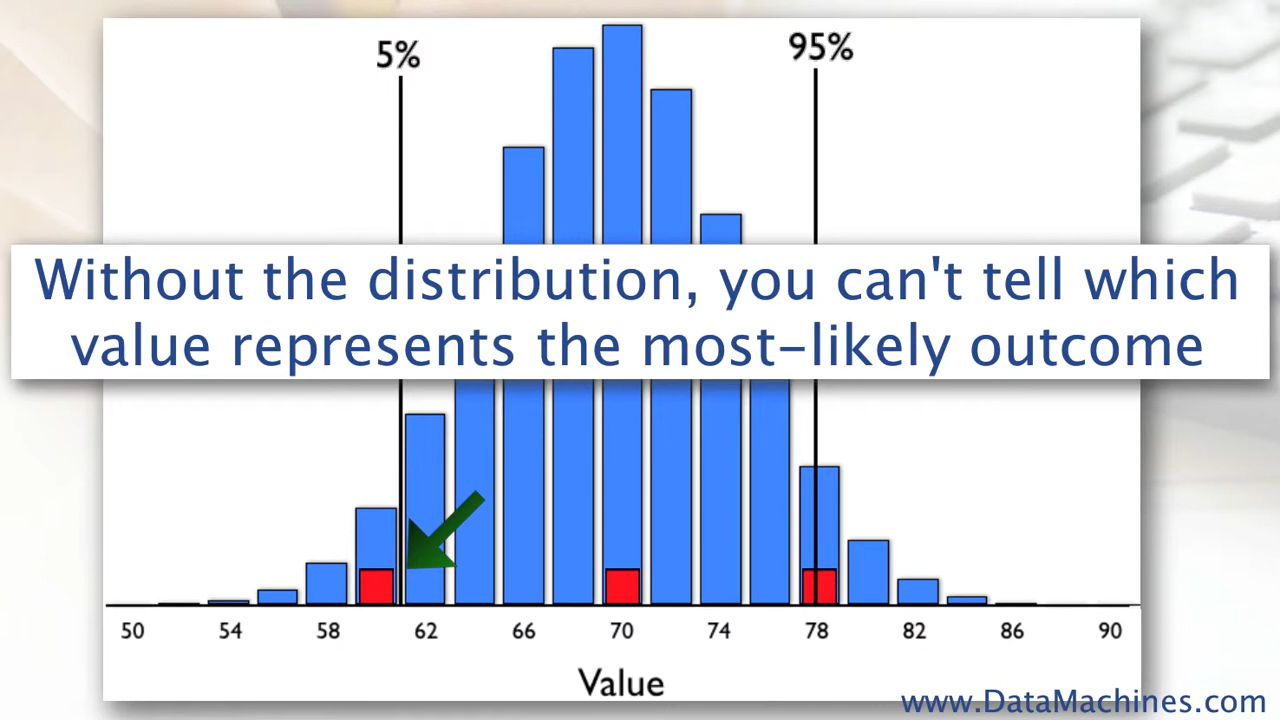 5%
95%
Without the distribution, you can't tell which
value represents the most-likely outcome
50 54 58 62 66 70 74 78 82 86 90
Value
www.DataMachines.com